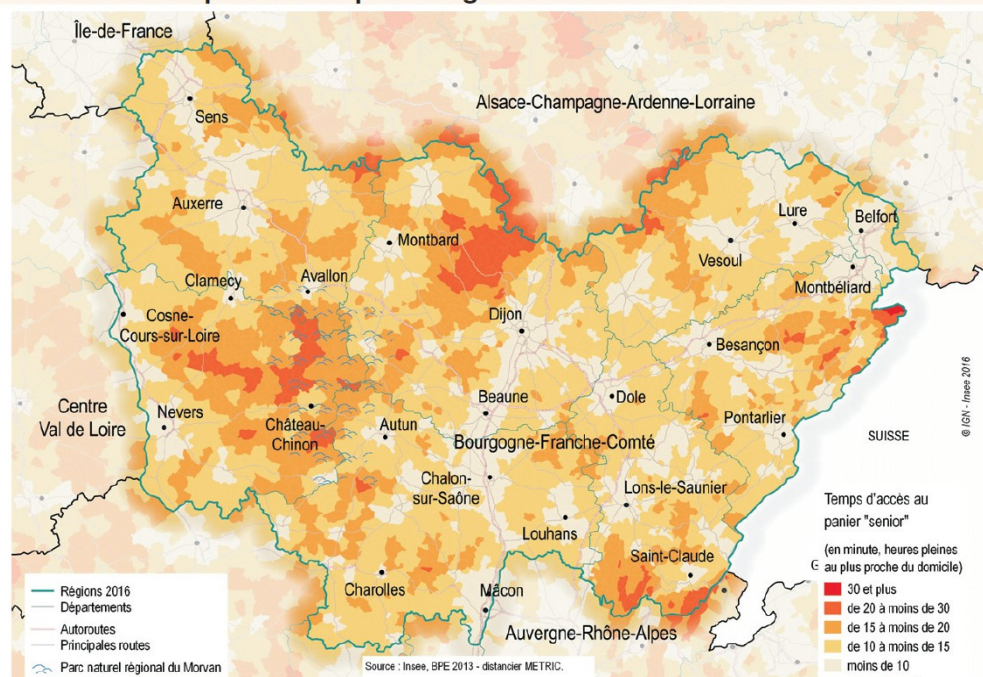 Île-de-France
Alsace-Champagne-Ardenne-Lorraine
Sens
Auxerre
Montbard
Lure
Belfort
Vesoul
Clamecy
Avallon
Montbéliard
Cosne-
Cours-sur-Loire
Dijon
Besançon
© IGN - Insee 2016
Centre
Val de Loire
Nevers
Château-
Chinon
Autun
Beaune
Dole
Pontarlier
SUISSE
Bourgogne-Franche-Comté
Chalon-
sur-Saône
Lons-le-Saunier
Louhans
Saint-Claude
Charolles
Mâcon
Auvergne-Rhône-Alpes
Temps d'accès au
panier "senior"
(en minute, heures pleines
au plus proche du domicile)
30 et plus
de 20 à moins de 30
de 15 à moins de 20
de 10 à moins de 15
moins de 10
Régions 2016
Départements
Autoroutes
Principales routes
Parc naturel régional du Morvan
Source : Insee, BPE 2013 - distancier METRIC.